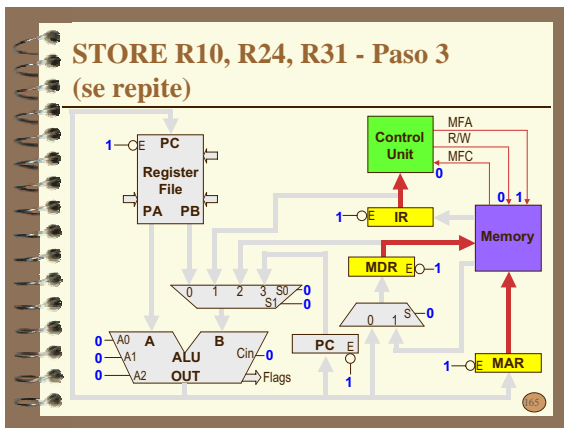 STORE R10, R24, R31 - Paso 3
(se repite)
MFA
R/W
MFC
Control
Unit
0
1 E PC
Register
File
PA PB
0 1
1 E IR
Memory
MDR E 1
0 1 2 3 S0 0
S1 0
S 0
0 1
0 A0 A B
0 A1 ALU Cin 0
0 A2 OUT Flags
PC E
1
1 E MAR
165